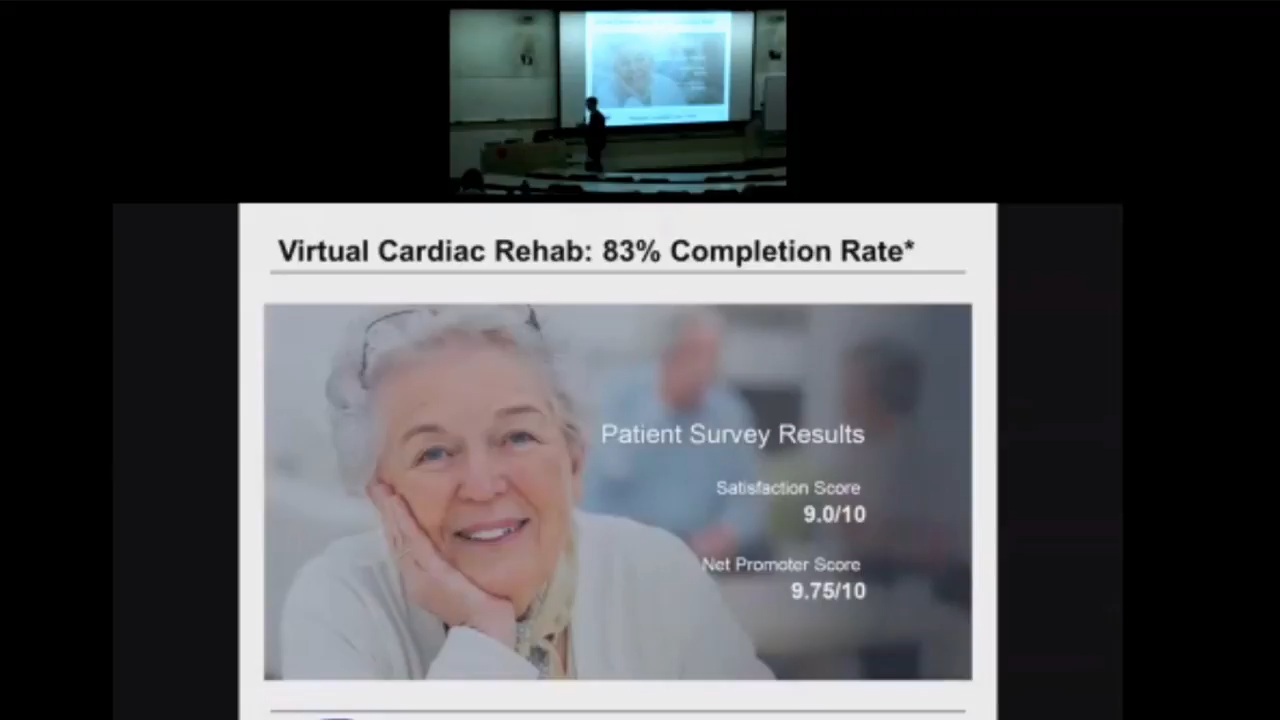 Virtual Cardiac Rehab: 83% Completion Rate*
Patient Survey Results
Satisfaction Score
9.0/10
Net Promoter Score
9.75/10